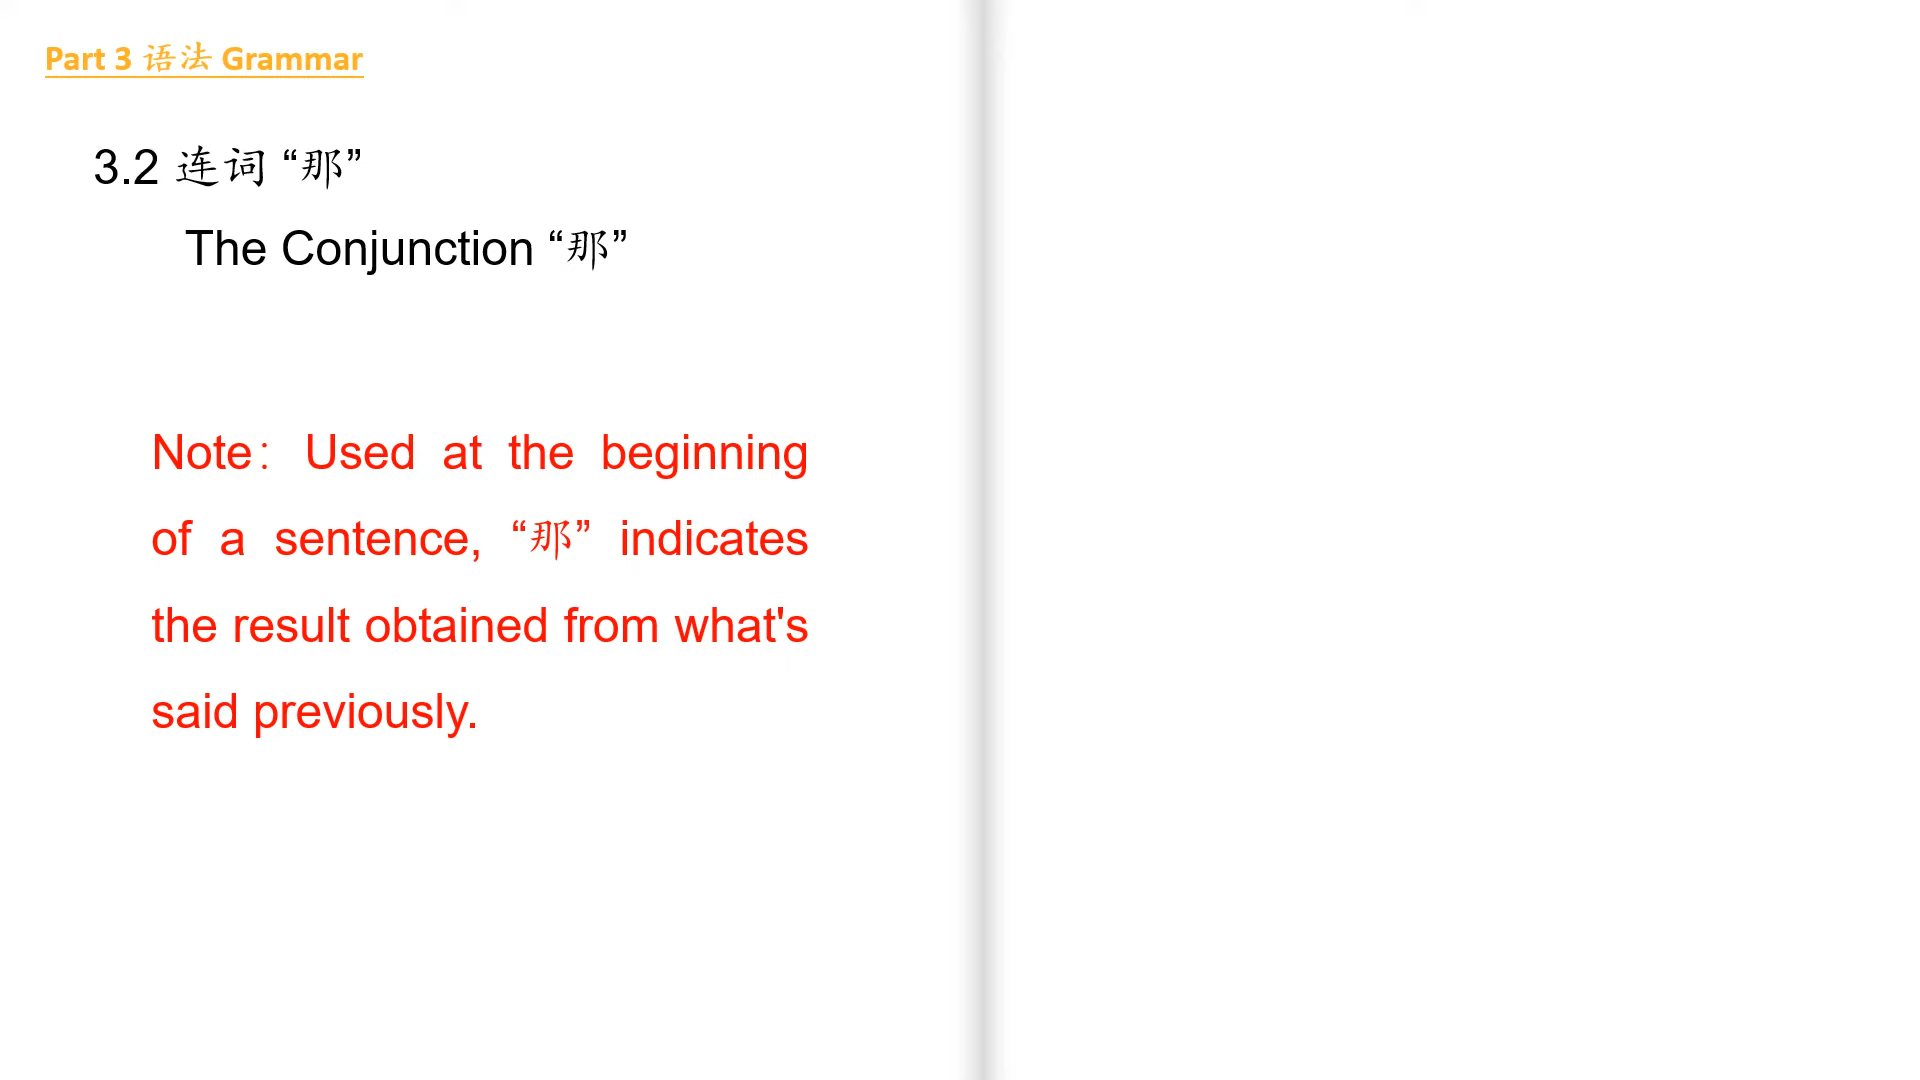 Part 3 语法 Grammar
3.2 连词 “那”
The Conjunction “那”
Note： Used at the beginning
of a sentence, “那” indicates
the result obtained from what's
said previously.